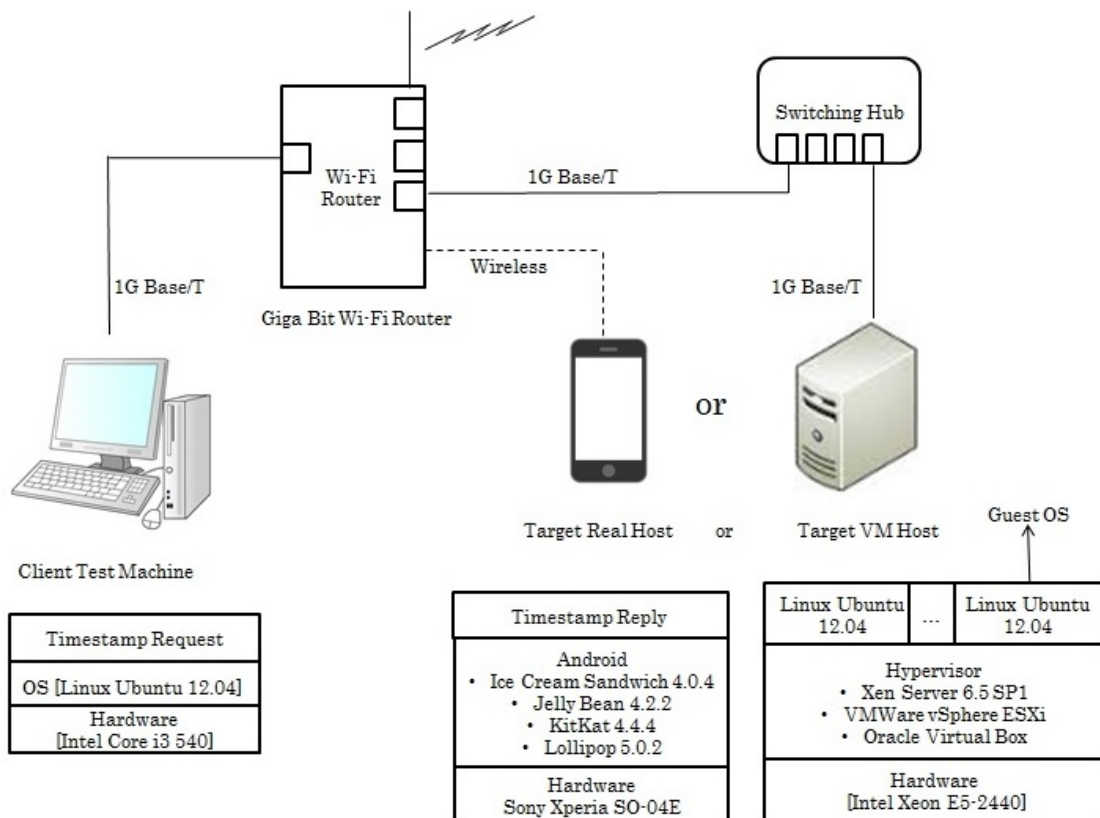 Switching Hub
Wi-Fi
Router
1G Base/T
Wireless
1G Base/T
1G Base/T
Giga Bit Wi-Fi Router
or
Target Real Host or Target VM Host
Guest OS
Client Test Machine
Timestamp Request
OS [Linux Ubuntu 12.04]
Hardware
[Intel Core i3 540]
Timestamp Reply
Android
• Ice Cream Sandwich 4.0.4
• Jelly Bean 4.2.2
• KitKat 4.4.4
• Lollipop 5.0.2
Hardware
Sony Xperia SO-04E
Linux Ubuntu
12.04
...
Linux Ubuntu
12.04
Hypervisor
• Xen Server 6.5 SP1
• VMWare vSphere ESXi
• Oracle Virtual Box
Hardware
[Intel Xeon E5-2440]